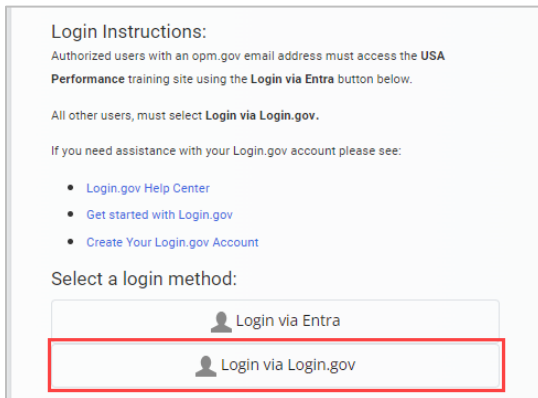 Login Instructions:
Authorized users with an opm.gov email address must access the USA
Performance training site using the Login via Entra button below.
All other users, must select Login via Login.gov.
If you need assistance with your Login.gov account please see:
Login.gov Help Center
Get started with Login.gov
Create Your Login.gov Account
Select a login method:
Login via Entra
Login via Login.gov